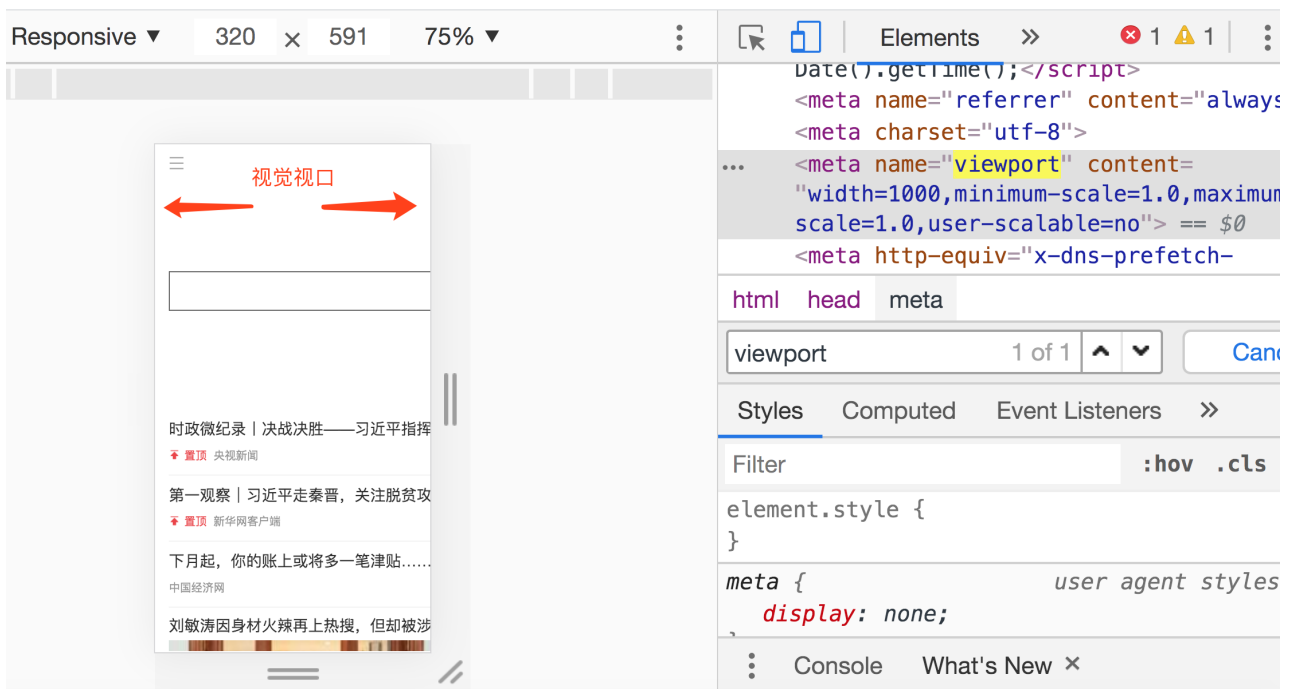 Responsive ▼ 320 × 591 75% ▼
视觉视口
时政微纪录丨决战决胜——习近平指挥
置顶 央视新闻
第一观察｜习近平走秦晋，关注脱贫攻
置顶 新华网客户端
下月起，你的账上或将多一笔津贴……
中国经济网
刘敏涛因身材火辣再上热搜，但却被涉
Elements » 1 1
Date().getTime();</script>
<meta name="referrer" content="always
<meta charset="utf-8">
… <meta name="viewport" content=
"width=1000,minimum-scale=1.0,maximum
scale=1.0,user-scalable=no"> == $0
<meta http-equiv="x-dns-prefetch-
html head meta
viewport 1 of 1 Canc
Styles Computed Event Listeners »
Filter :hov .cls
element.style {
}
meta { user agent styles
display: none;
Console What's New ×